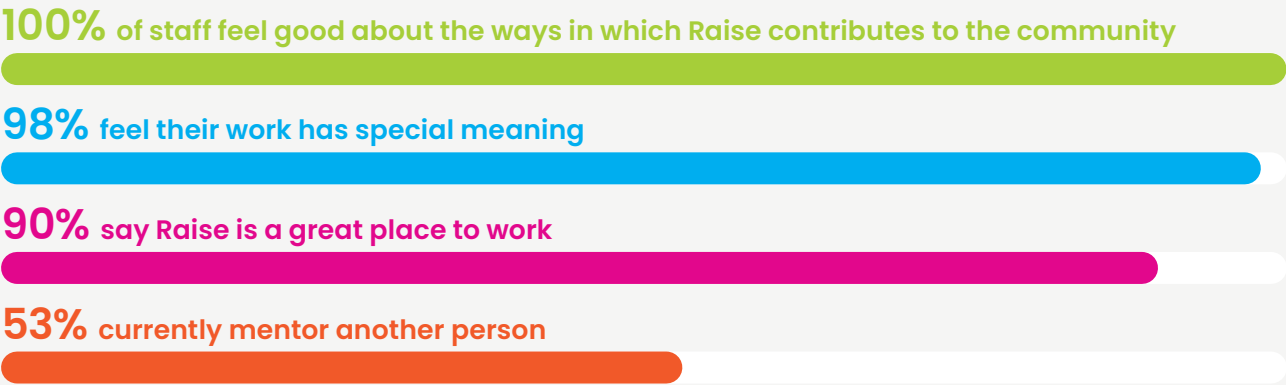 100% of staff feel good about the ways in which Raise contributes to the community
98% feel their work has special meaning
90% say Raise is a great place to work
53% currently mentor another person